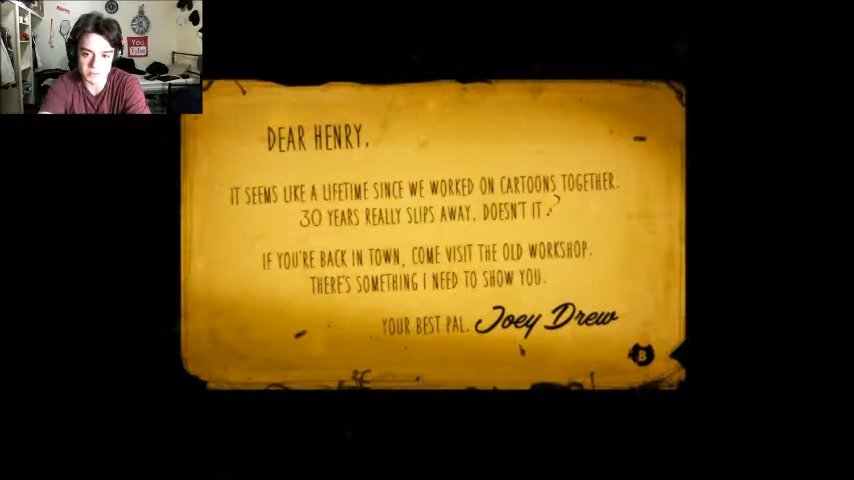 You
Tube
DEAR HENRY,
IT SEEMS LIKE A LIFETIME SINCE WE WORKED ON CARTOONS TOGETHER.
30 YEARS REALLY SLIPS AWAY, DOESN'T IT?
IF YOU'RE BACK IN TOWN, COME VISIT THE OLD WORKSHOP.
THERE'S SOMETHING I NEED TO SHOW YOU.
YOUR BEST PAL, Joey Drew
B